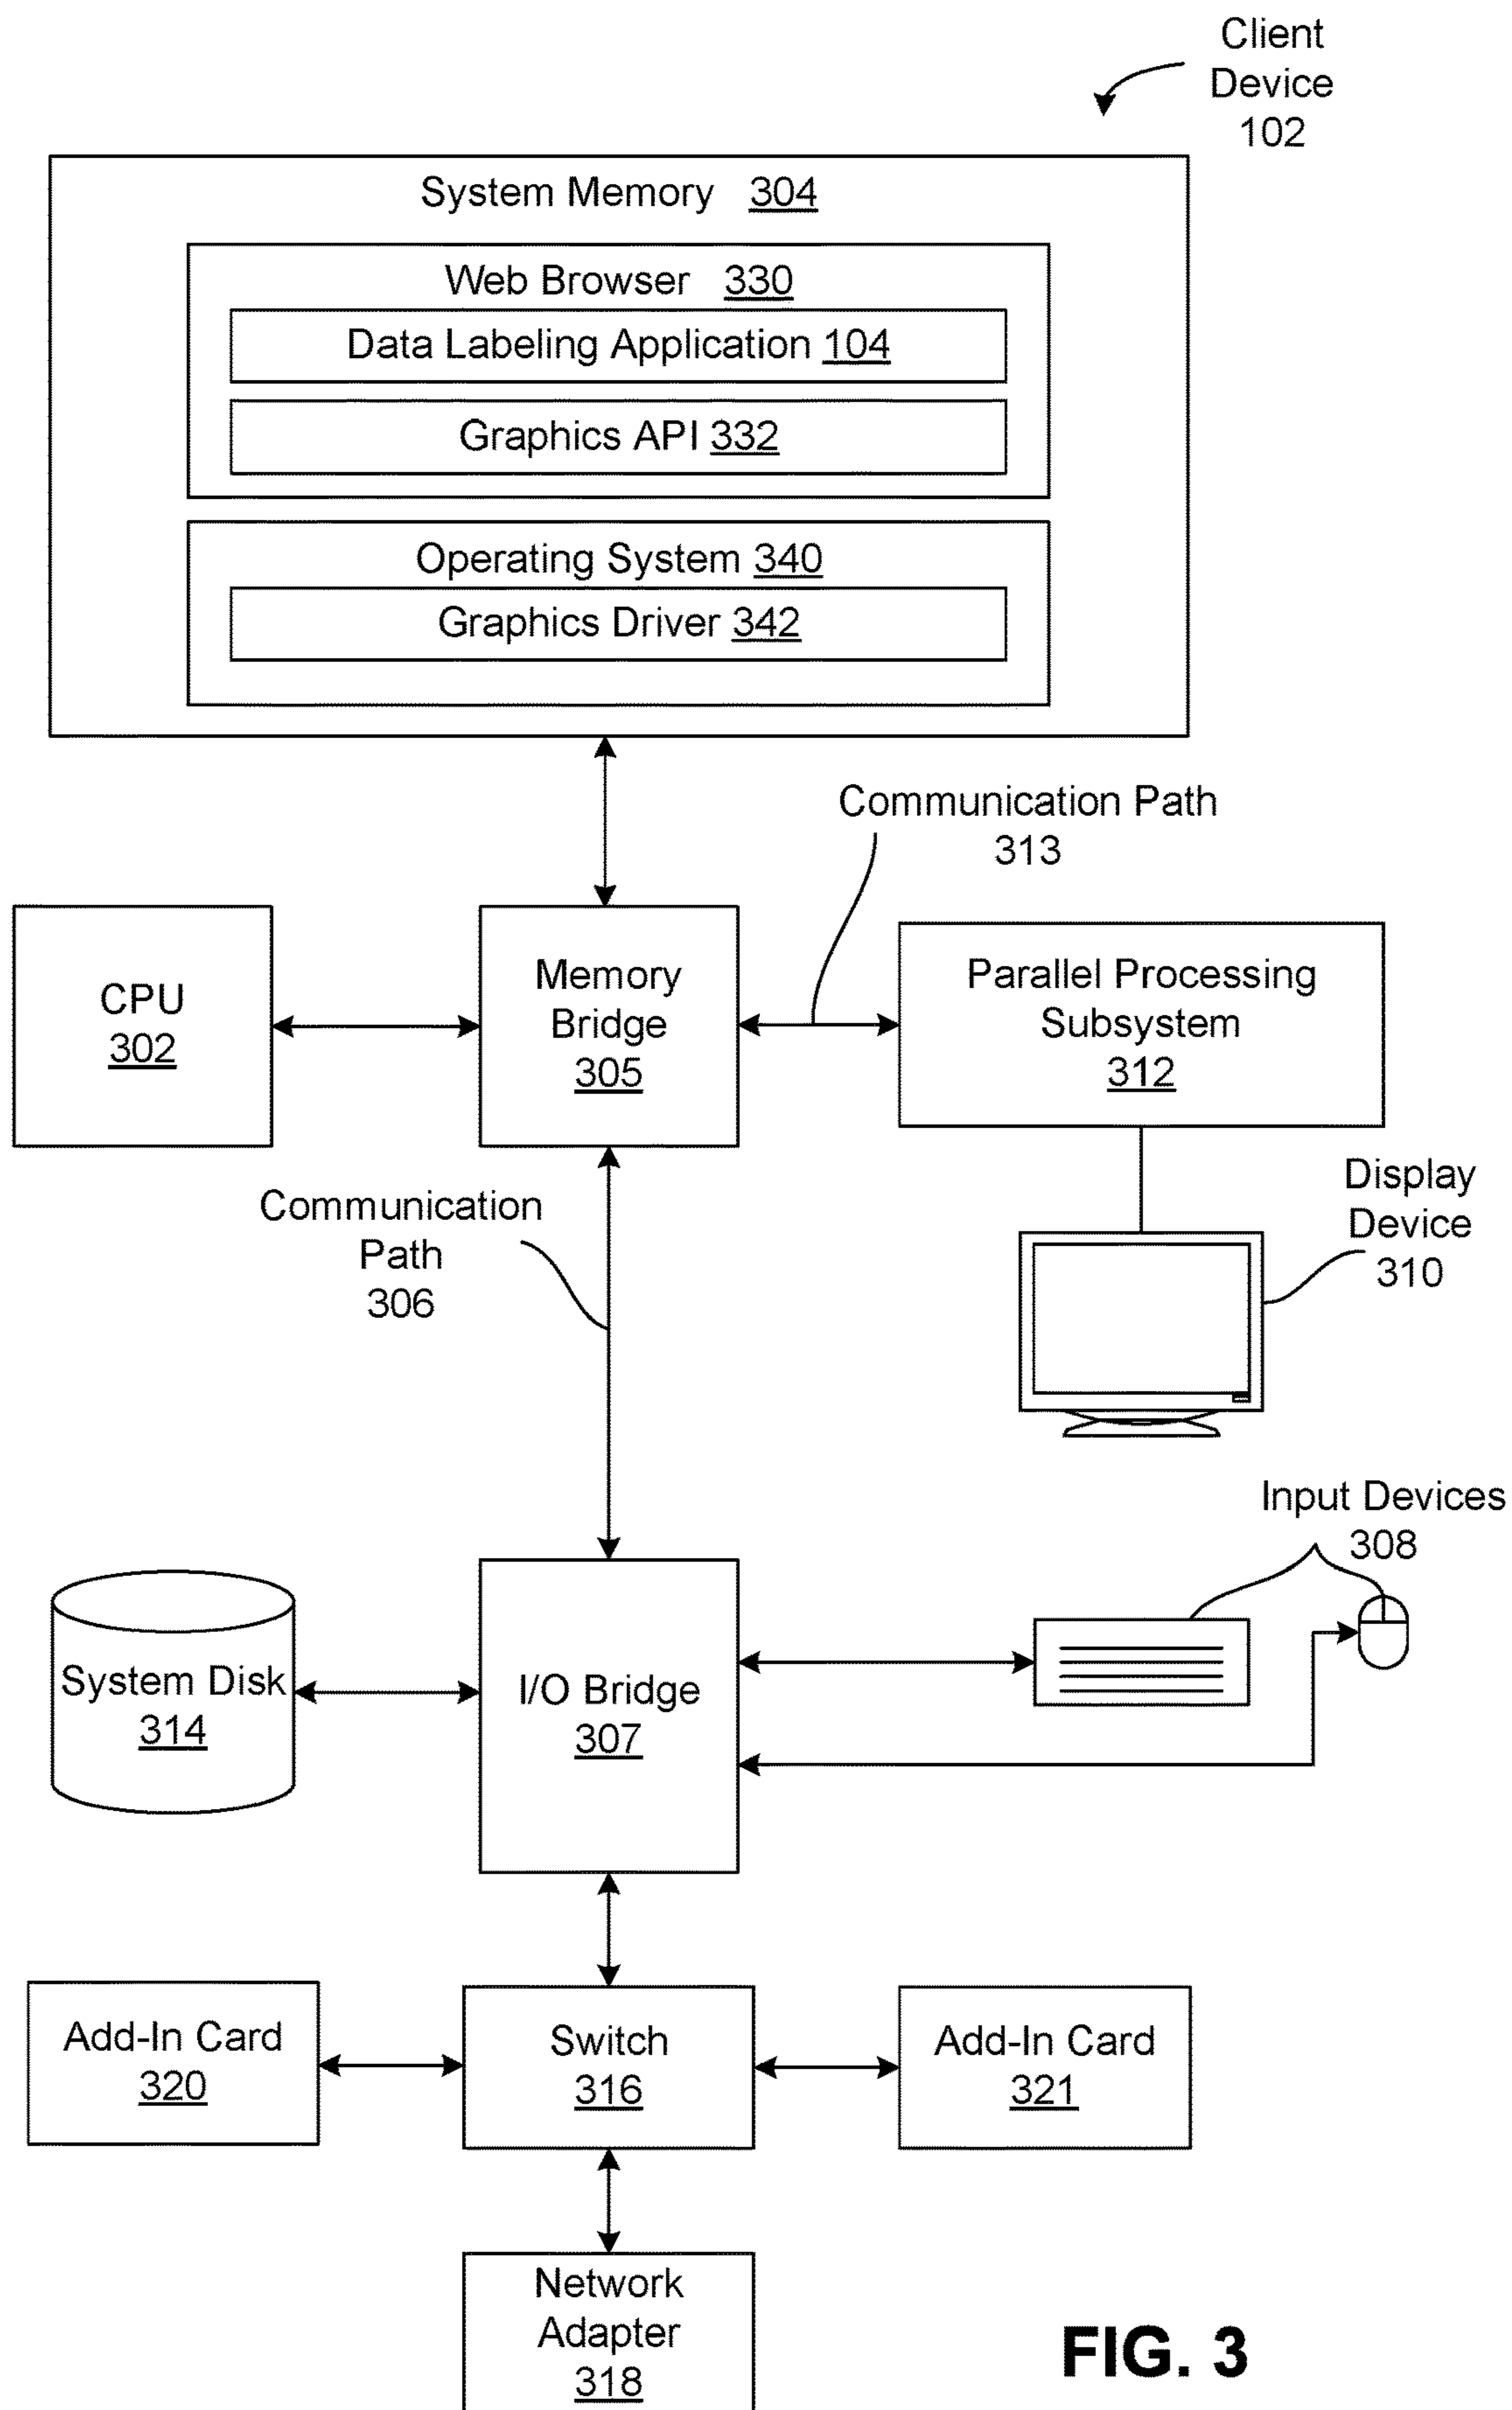 Client
Device
102
System Memory 304
Web Browser 330
Data Labeling Application 104
Graphics API 332
Operating System 340
Graphics Driver 342
Communication Path
313
CPU
302
Memory
Bridge
305
Parallel Processing
Subsystem
312
Communication
Path
306
Display
Device
310
Input Devices
308
System Disk
314
I/O Bridge
307
Add-In Card
320
Switch
316
Add-In Card
321
Network
Adapter
318
FIG. 3